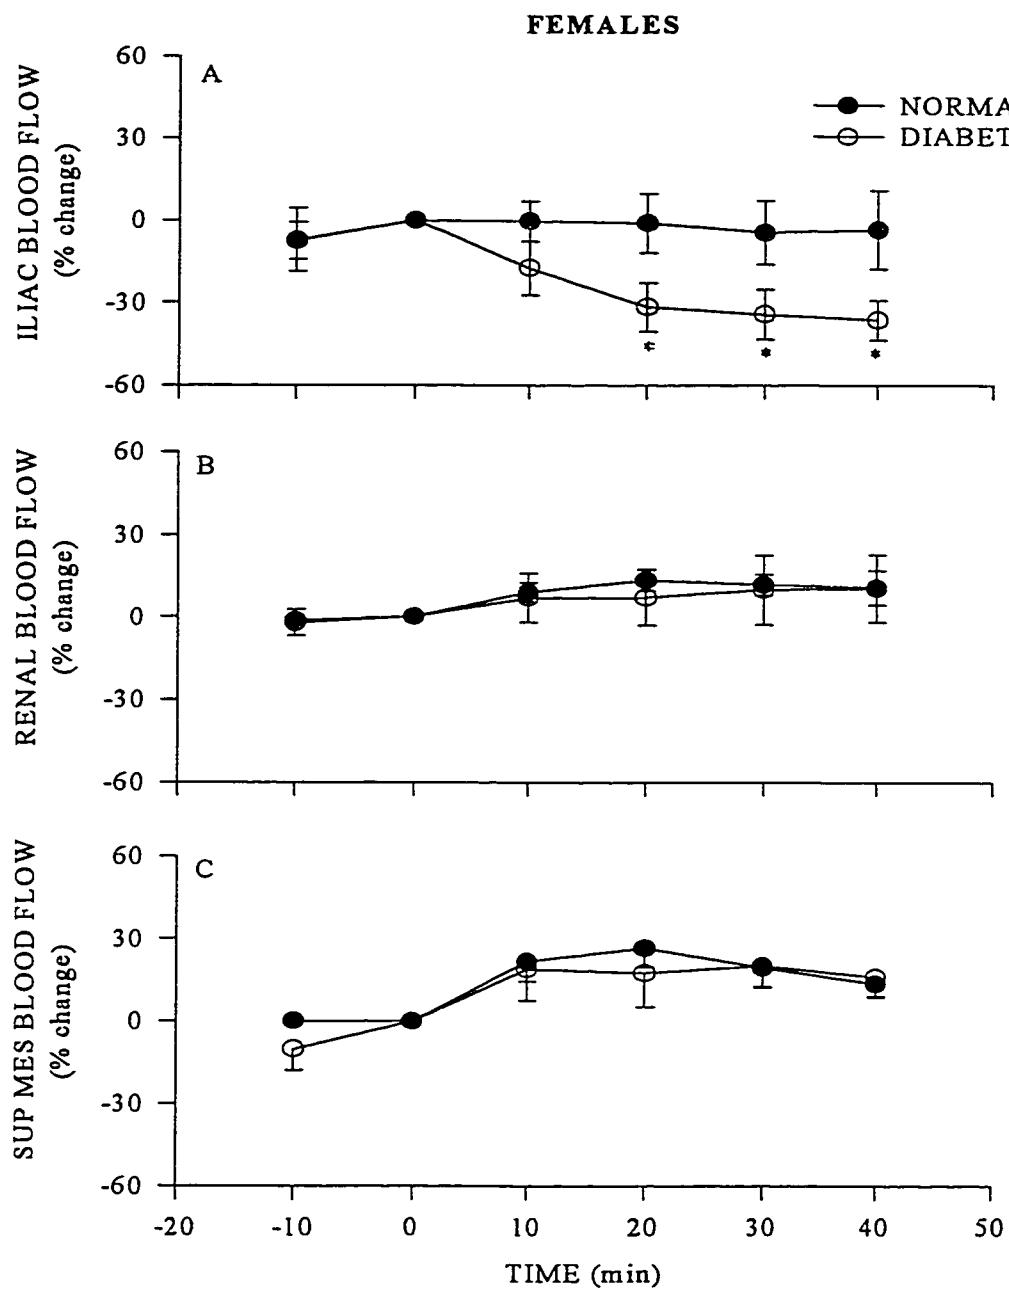 FEMALES
A
NORMA
DIABET
ILIAC BLOOD FLOW
(% change)
60
30
0
-30
-60
*
*
*
B
RENAL BLOOD FLOW
(% change)
60
30
0
-30
-60
C
SUP MES BLOOD FLOW
(% change)
60
30
0
-30
-60
-20 -10 0 10 20 30 40 50
TIME (min)